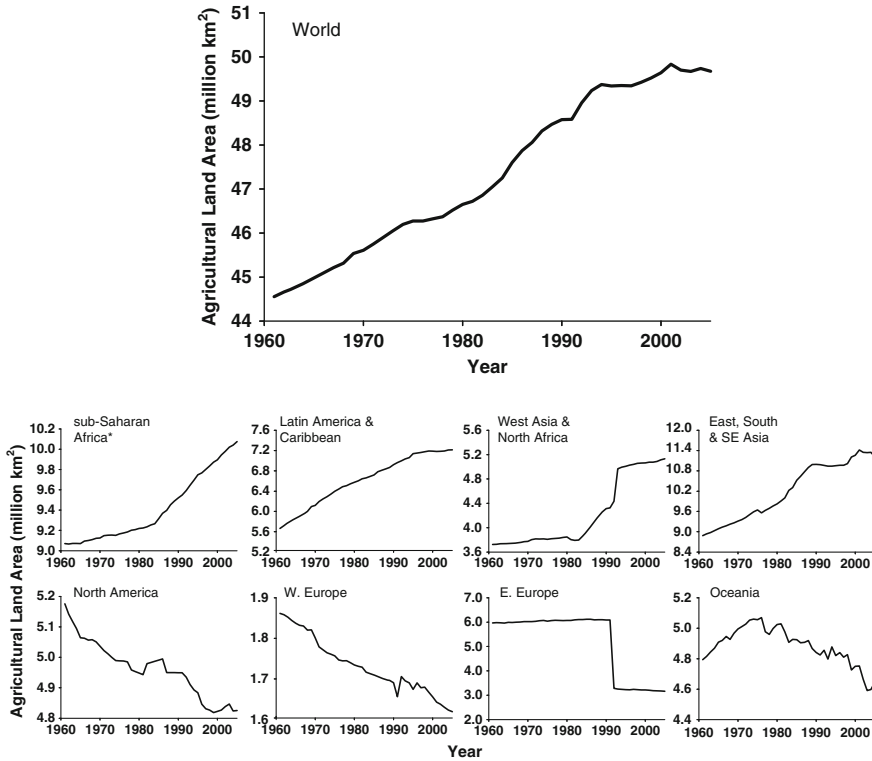 World
Agricultural Land Area (million km²)
51
50
49
48
47
46
45
44
1960 1970 1980 1990 2000
Year
Agricultural Land Area (million km²)
sub-Saharan
Africa*
10.2
10.0
9.8
9.6
9.4
9.2
9.0
1960 1970 1980 1990 2000
Latin America &
Caribbean
7.6
7.2
6.8
6.4
6.0
5.6
5.2
1960 1970 1980 1990 2000
West Asia &
North Africa
5.6
5.2
4.8
4.4
4.0
3.6
1960 1970 1980 1990 2000
East, South
& SE Asia
12.0
11.4
10.8
10.2
9.6
9.0
8.4
1960 1970 1980 1990 2000
North America
5.2
5.1
5.0
4.9
4.8
1960 1970 1980 1990 2000
W. Europe
1.9
1.8
1.7
1.6
1960 1970 1980 1990 2000
E. Europe
7.0
6.0
5.0
4.0
3.0
2.0
1960 1970 1980 1990 2000
Oceania
5.2
5.0
4.8
4.6
4.4
1960 1970 1980 1990 2000
Year